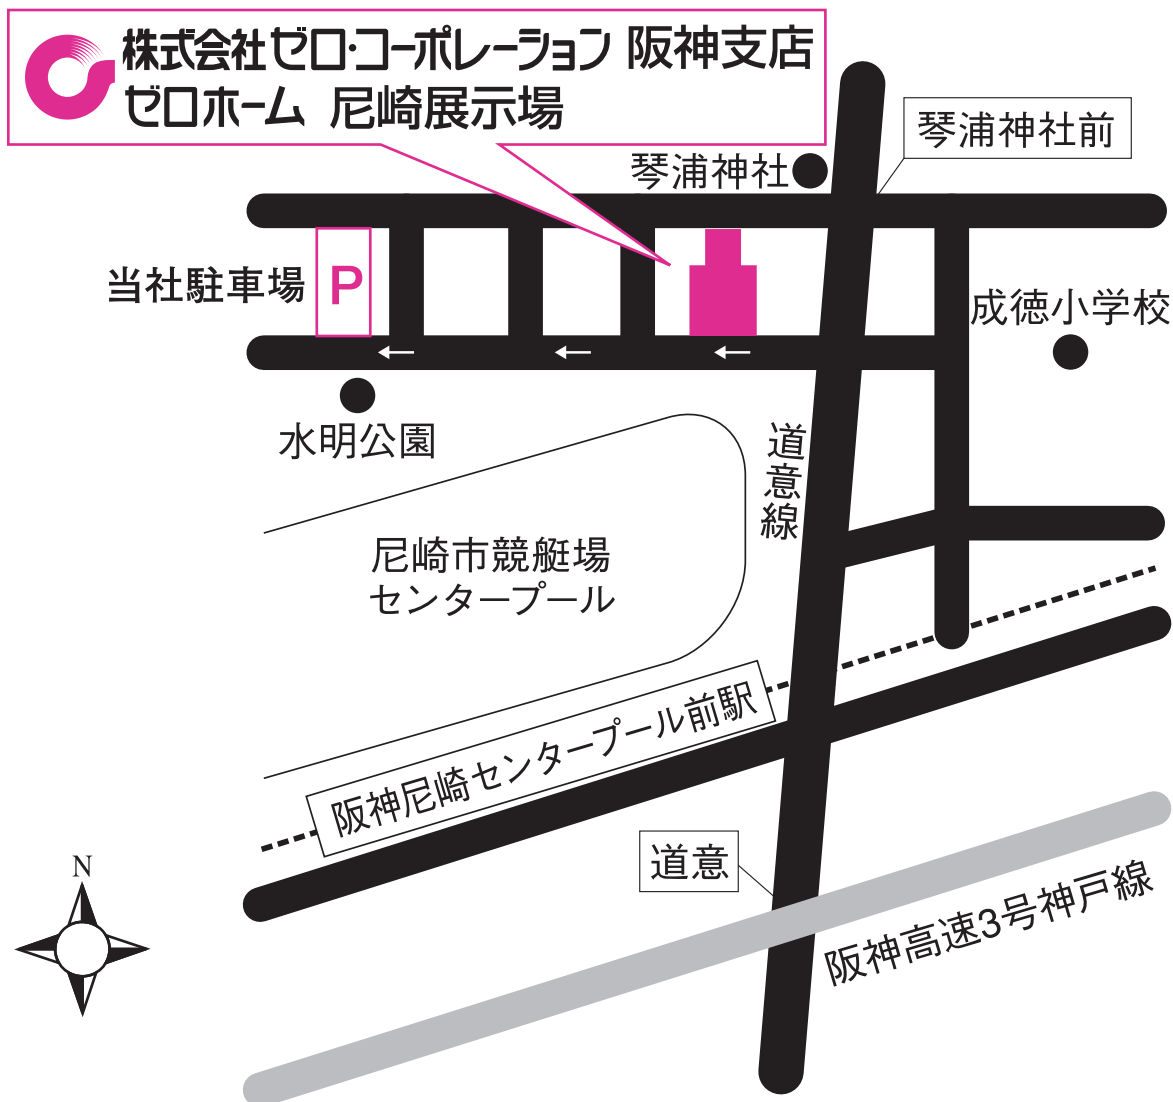 株式会社ゼロ・コーポレーション 阪神支店
ゼロホーム 尼崎展示場
琴浦神社前
琴浦神社
当社駐車場
P
成徳小学校
水明公園
道意線
尼崎市競艇場
センタープール
阪神尼崎センタープール前駅
道意
阪神高速3号神戸線
N